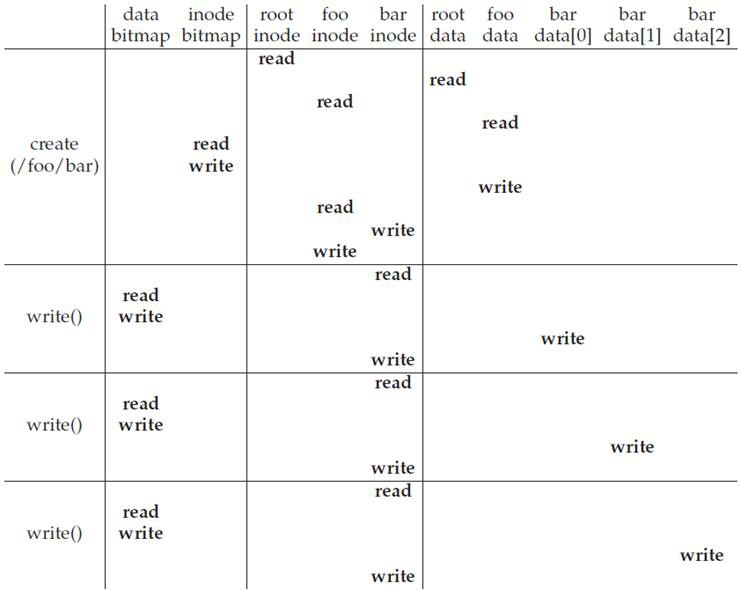 data inode root foo bar root foo bar bar bar
bitmap bitmap inode inode inode data data data[0] data[1] data[2]
read
read
read
read
create read
(/foo/bar) write
write
read
write
write
read
read
write() write
write
write
read
read
write() write
write
write
read
read
write() write
write
write